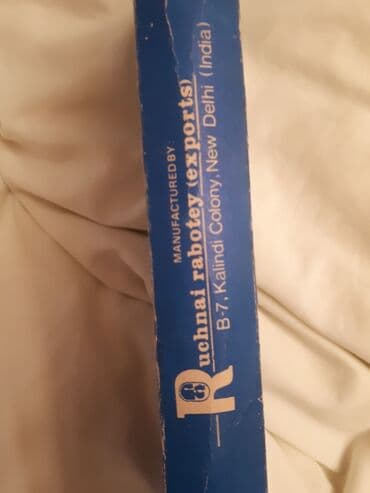 MANUFACTURED BY:
Ruchnai rabotey (exports)
B-7, Kalindi Colony, New Delhi (India)